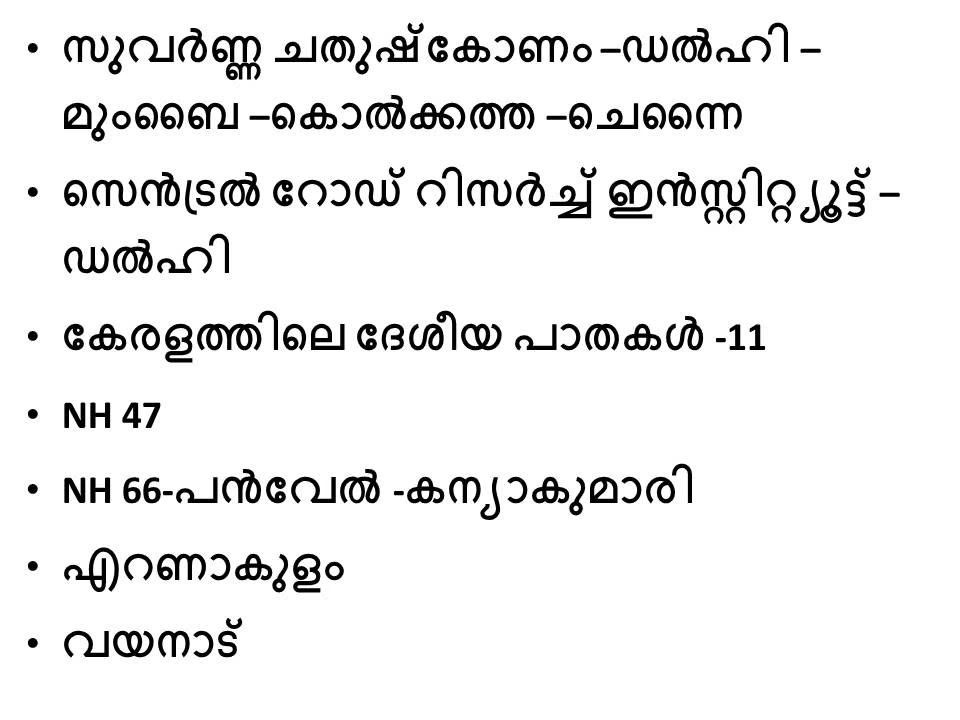 • സുവർണ്ണ ചതുഷ്കോണം –ഡൽഹി –
മുംബൈ –കൊൽക്കത്ത –ചെന്നൈ
• സെൻട്രൽ റോഡ് റിസർച്ച് ഇൻസ്റ്റിറ്റ്യൂട്ട് –
ഡൽഹി
• കേരളത്തിലെ ദേശീയ പാതകൾ -11
• NH 47
• NH 66-പൻവേൽ -കന്യാകുമാരി
• എറണാകുളം
• വയനാട്